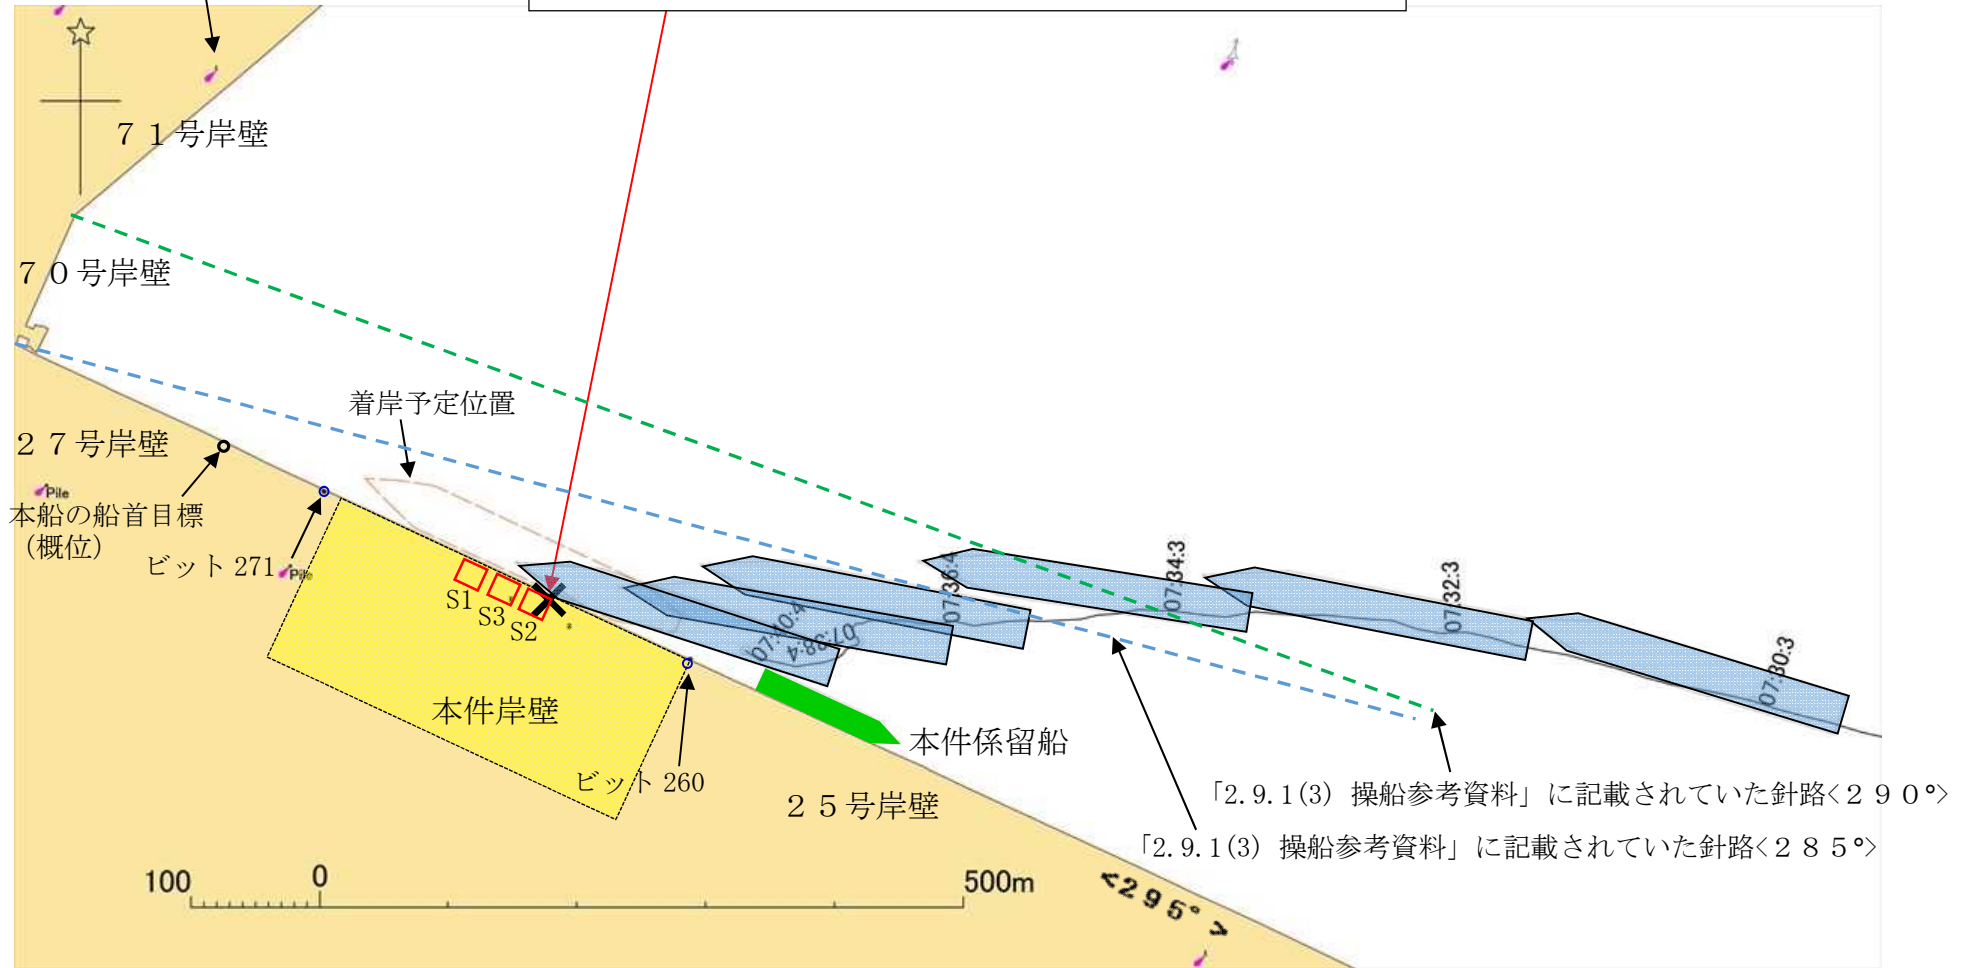 ７１号岸壁
７０号岸壁
着岸予定位置
２７号岸壁
Pile
本船の船首目標
（概位）
ビット 271
Pile
S1
S3
S2
07:40:4
07:38:4
07:36:4
07:34:3
07:32:3
07:30:3
本件岸壁
本件係留船
ビット 260
２５号岸壁
「2.9.1(3) 操船参考資料」に記載されていた針路<２９０°>
「2.9.1(3) 操船参考資料」に記載されていた針路<２８５°>
100 0 500m
<295°>